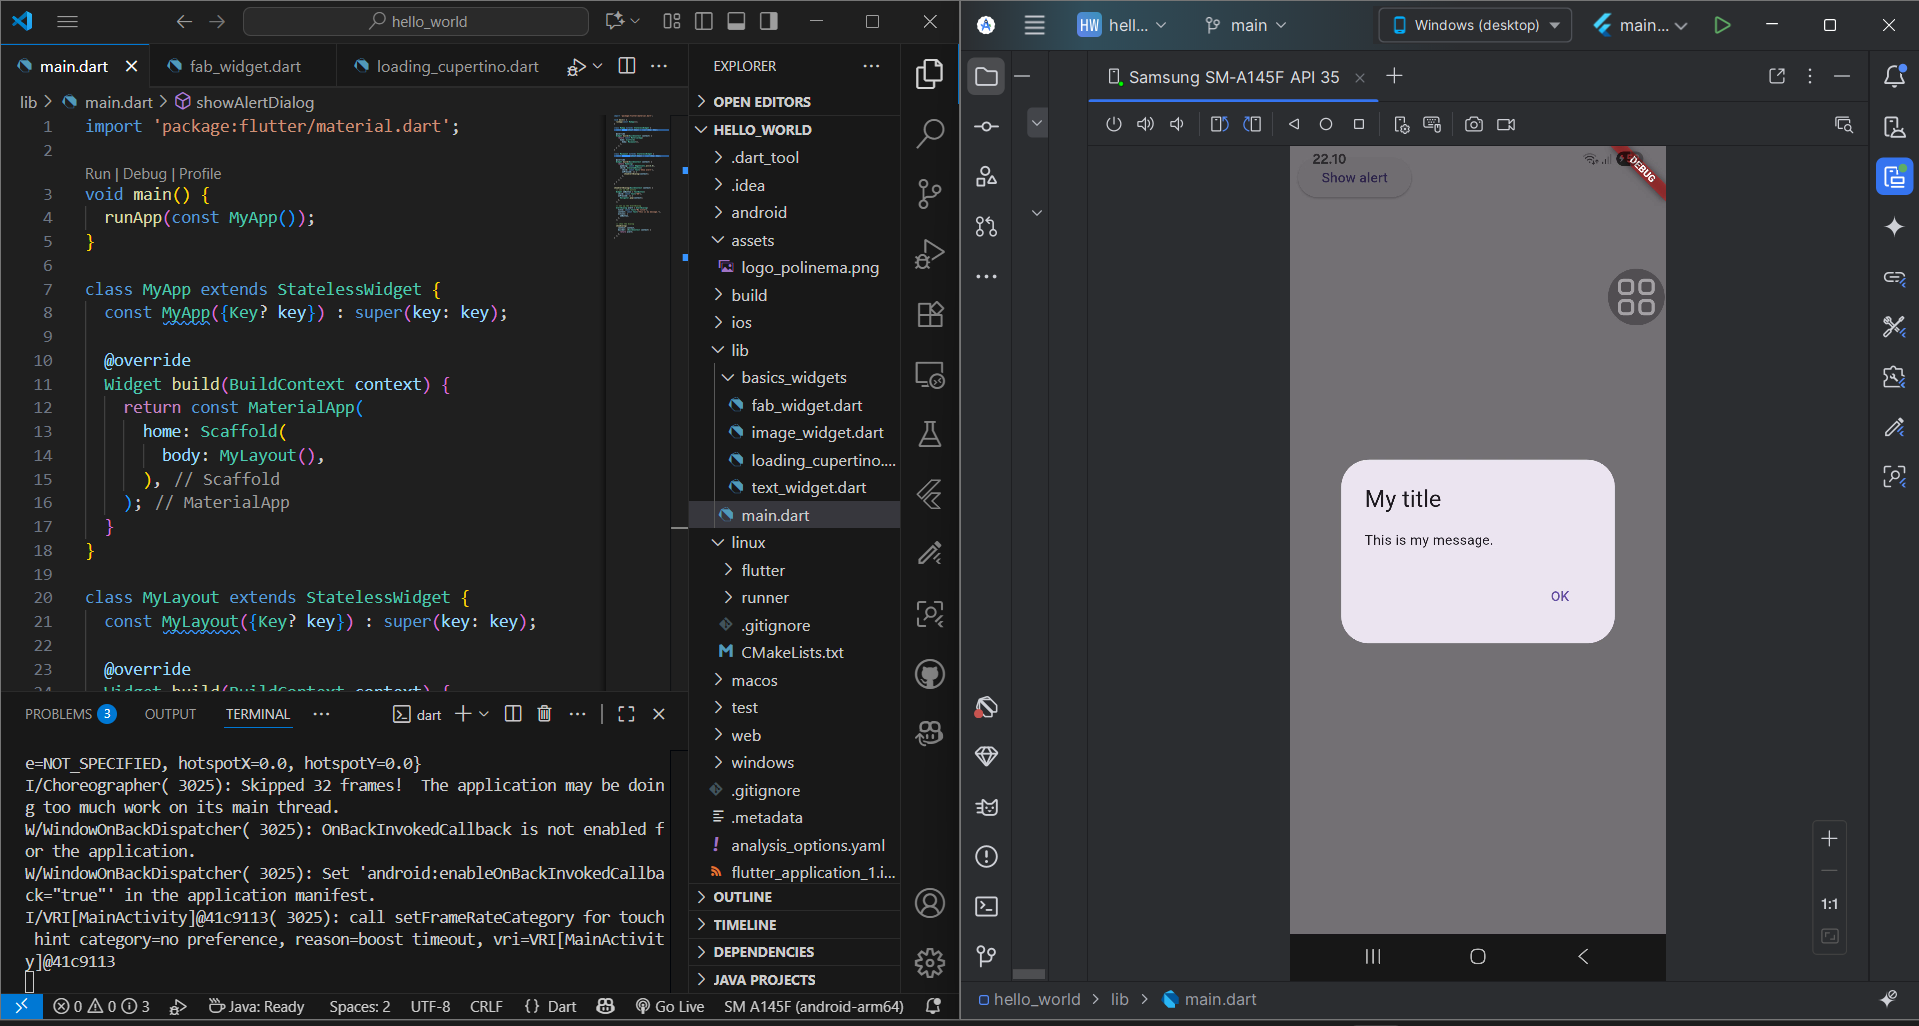 hello_world
main.dart
fab_widget.dart
loading_cupertino.dart
lib > main.dart > showAlertDialog
1 import 'package:flutter/material.dart';
2
Run | Debug | Profile
3 void main() {
4 runApp(const MyApp());
5 }
6
7 class MyApp extends StatelessWidget {
8 const MyApp({Key? key}) : super(key: key);
9
10 @override
11 Widget build(BuildContext context) {
12 return const MaterialApp(
13 home: Scaffold(
14 body: MyLayout(),
15 ), // Scaffold
16 ); // MaterialApp
17 }
18 }
19
20 class MyLayout extends StatelessWidget {
21 const MyLayout({Key? key}) : super(key: key);
22
23 @override
24 Widget build(BuildContext context) {
PROBLEMS 3
OUTPUT
TERMINAL
dart
e=NOT_SPECIFIED, hotspotX=0.0, hotspotY=0.0}
I/Choreographer( 3025): Skipped 32 frames!  The application may be doin
g too much work on its main thread.
W/WindowOnBackDispatcher( 3025): OnBackInvokedCallback is not enabled f
or the application.
W/WindowOnBackDispatcher( 3025): Set 'android:enableOnBackInvokedCallba
ck="true"' in the application manifest.
I/VRI[MainActivity]@41c9113( 3025): call setFrameRateCategory for touch
hint category=no preference, reason=boost timeout, vri=VRI[MainActivit
y]@41c9113
EXPLORER
OPEN EDITORS
HELLO_WORLD
.dart_tool
.idea
android
assets
logo_polinema.png
build
ios
lib
basics_widgets
fab_widget.dart
image_widget.dart
loading_cupertino....
text_widget.dart
main.dart
linux
flutter
runner
.gitignore
CMakeLists.txt
macos
test
web
windows
.gitignore
.metadata
analysis_options.yaml
flutter_application_1.i...
OUTLINE
TIMELINE
DEPENDENCIES
JAVA PROJECTS
0 0 3
Java: Ready
Spaces: 2
UTF-8
CRLF
{ } Dart
Go Live
SM A145F (android-arm64)
HW hell...
main
Windows (desktop)
main...
Samsung SM-A145F API 35
22.10
Show alert
DEBUG
My title
This is my message.
OK
1:1
hello_world > lib > main.dart